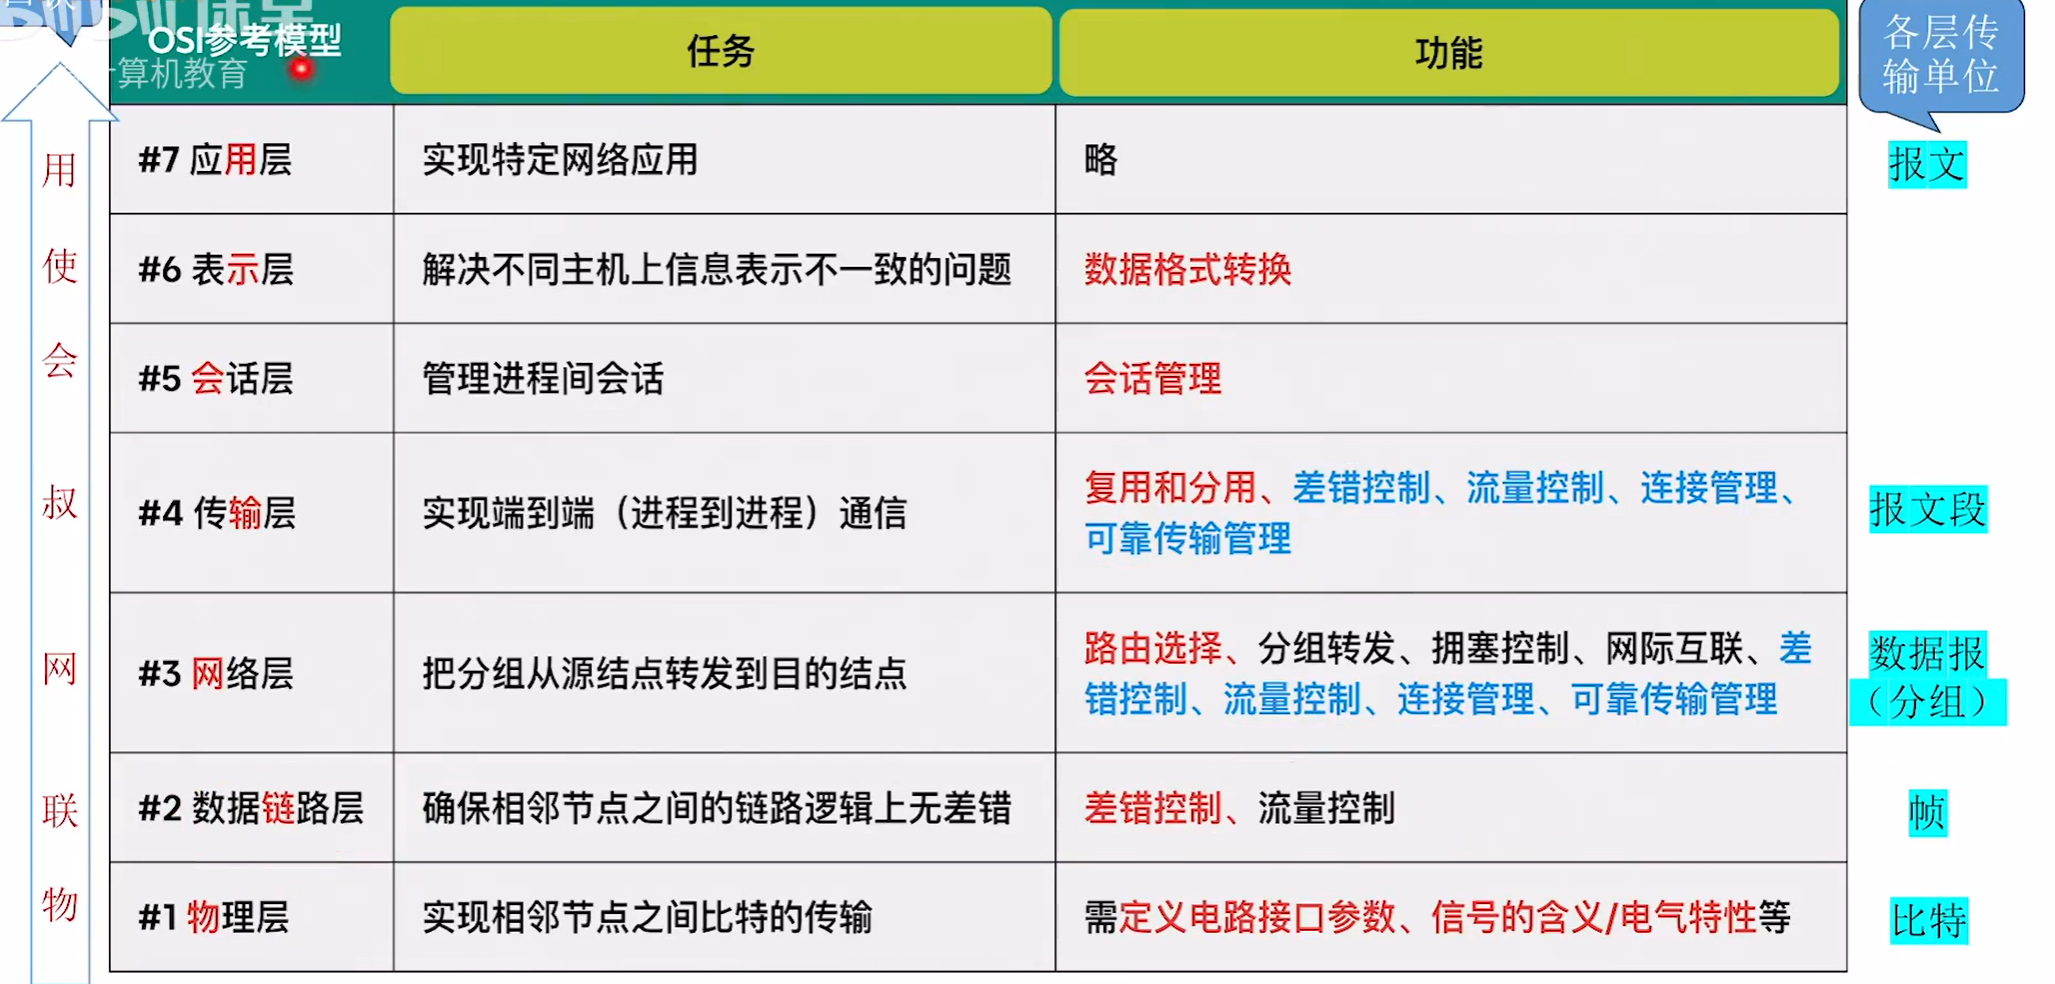 OSI参考模型
计算机教育
任务
功能
各层传
输单位
#7 应用层
实现特定网络应用
略
报文
#6 表示层
解决不同主机上信息表示不一致的问题
数据格式转换
#5 会话层
管理进程间会话
会话管理
#4 传输层
实现端到端（进程到进程）通信
复用和分用、差错控制、流量控制、连接管理、
可靠传输管理
报文段
#3 网络层
把分组从源结点转发到目的结点
路由选择、分组转发、拥塞控制、网际互联、差
错控制、流量控制、连接管理、可靠传输管理
数据报
（分组）
#2 数据链路层
确保相邻节点之间的链路逻辑上无差错
差错控制、流量控制
帧
#1 物理层
实现相邻节点之间比特的传输
需定义电路接口参数、信号的含义/电气特性等
比特
用
使
会
叔
网
联
物